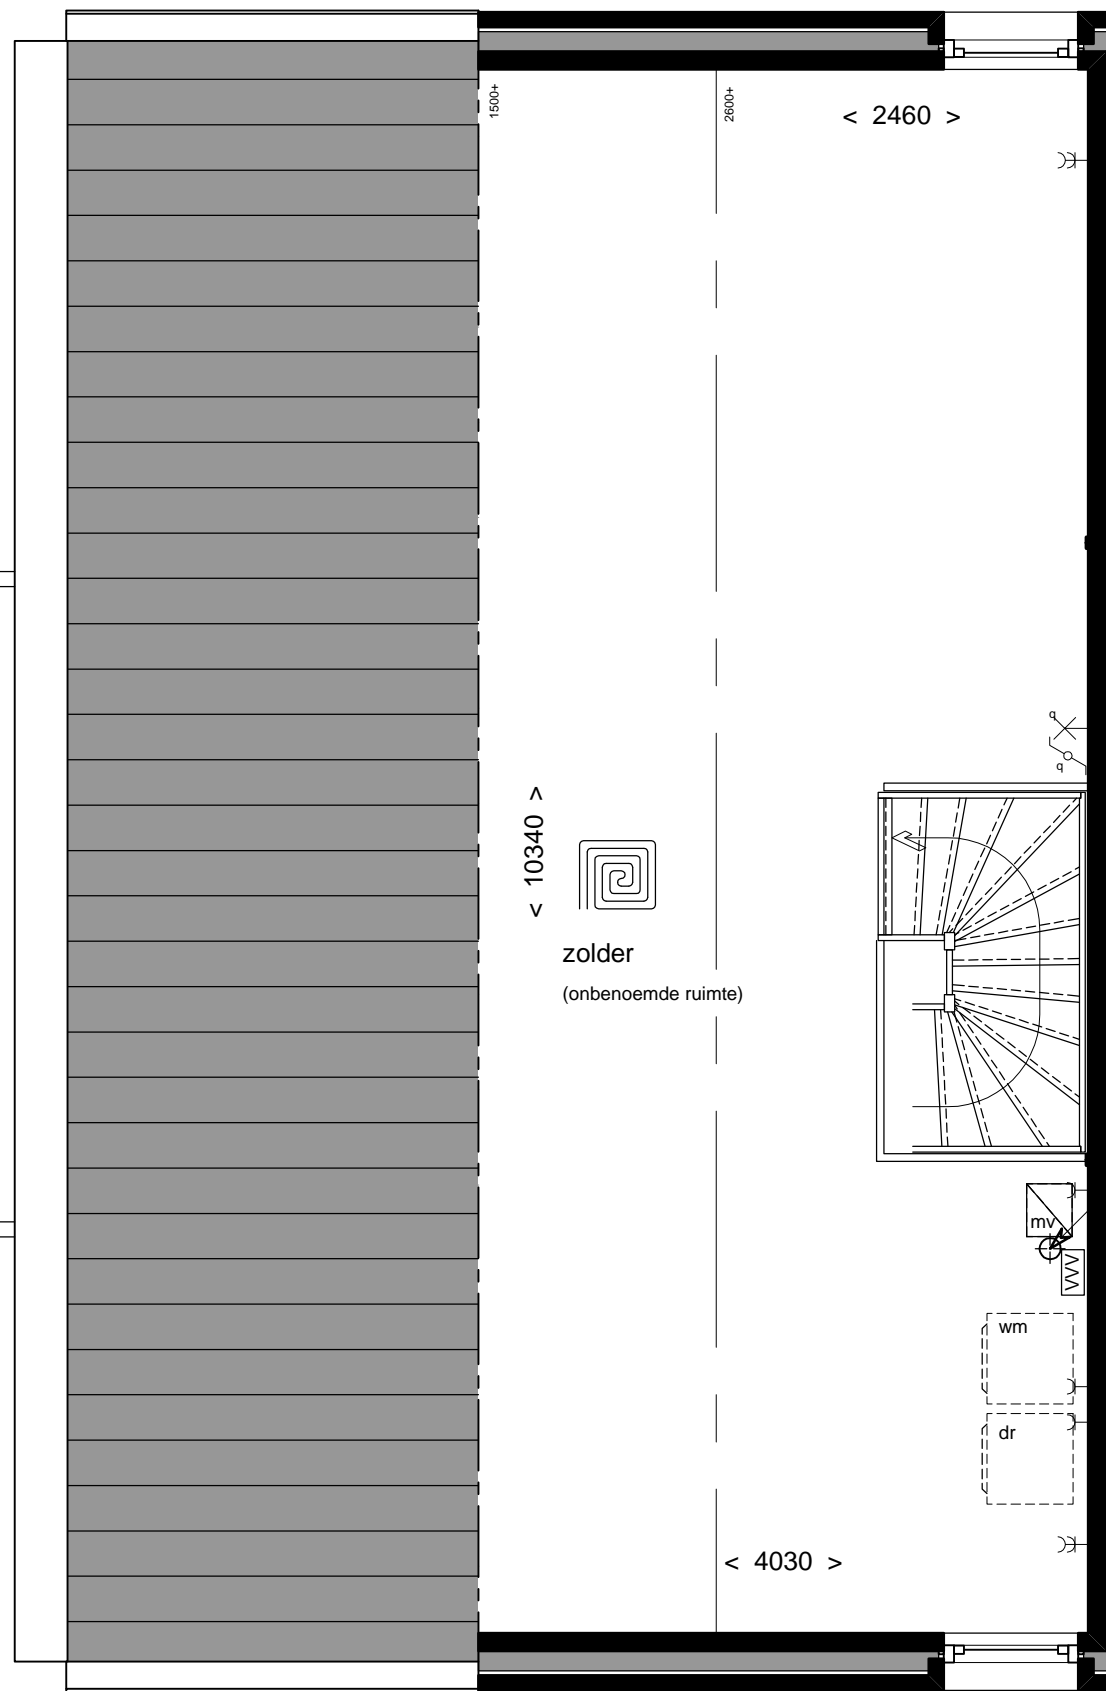 1500+
2600+
< 2460 >
q
q
< 10340 >
zolder
(onbenoemde ruimte)
mv
wm
dr
< 4030 >